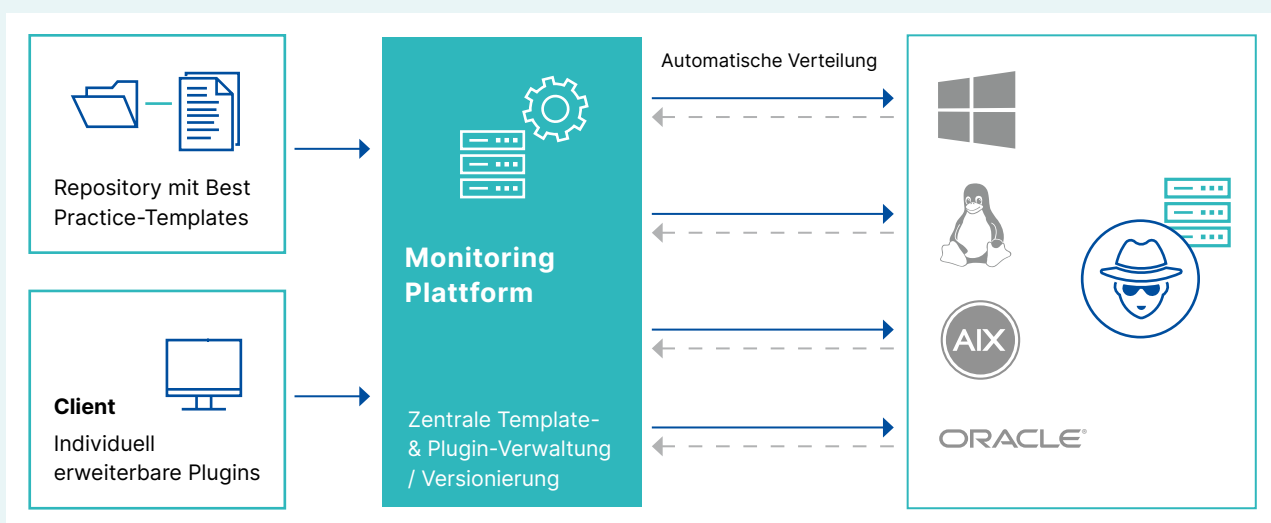 Repository mit Best
Practice-Templates
Client
Individuell
erweiterbare Plugins
Monitoring
Plattform
Zentrale Template-
& Plugin-Verwaltung
/ Versionierung
Automatische Verteilung
AIX
ORACLE®